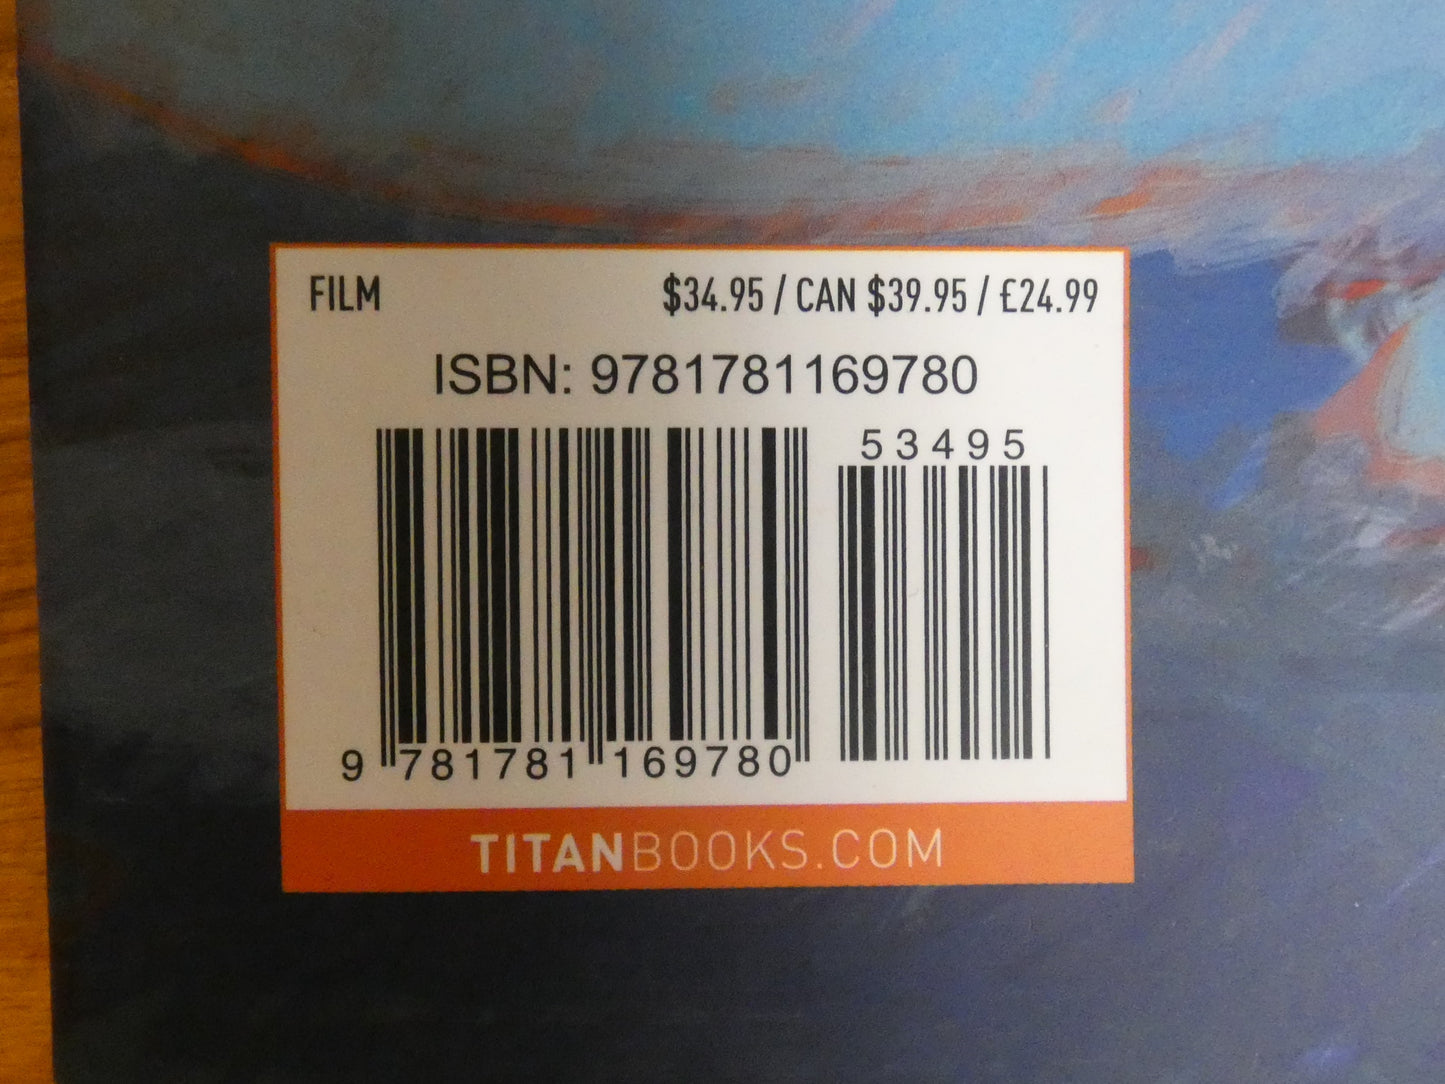 FILM $34.95 / CAN $39.95 / £24.99
ISBN: 9781781169780
53495
9 781781 169780
TITANBOOKS.COM